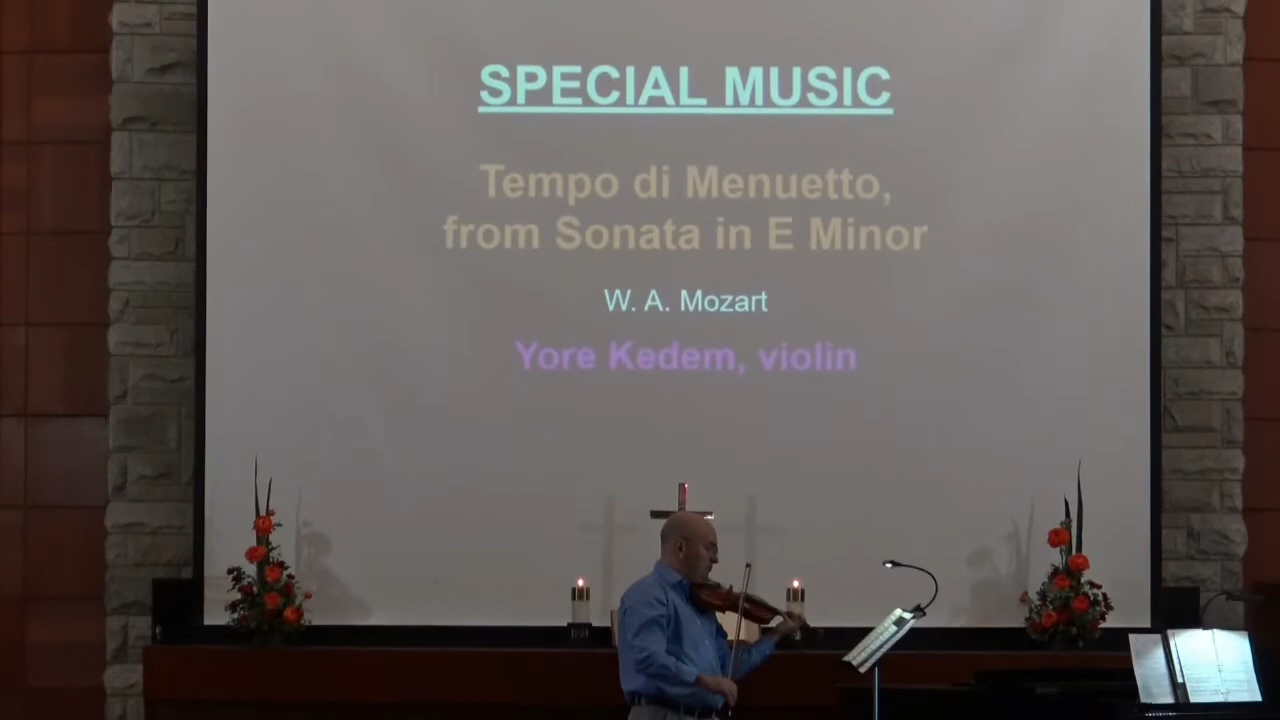 SPECIAL MUSIC
Tempo di Menuetto,
from Sonata in E Minor
W. A. Mozart
Yore Kedem, violin